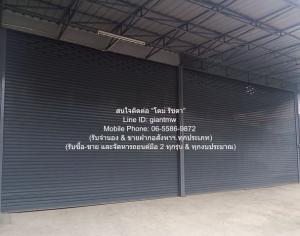 สนใจติดต่อ "โดม ริชดา"
Line ID: giantmw
Mobile Phone: 06-5586-9872
(รับจำนอง & ขายฝากอสังหาฯ ทุกประเภท)
(รับซื้อ-ขาย และจัดหารถยนต์มือ 2 ทุกรุ่น & ทุกงบประมาณ)